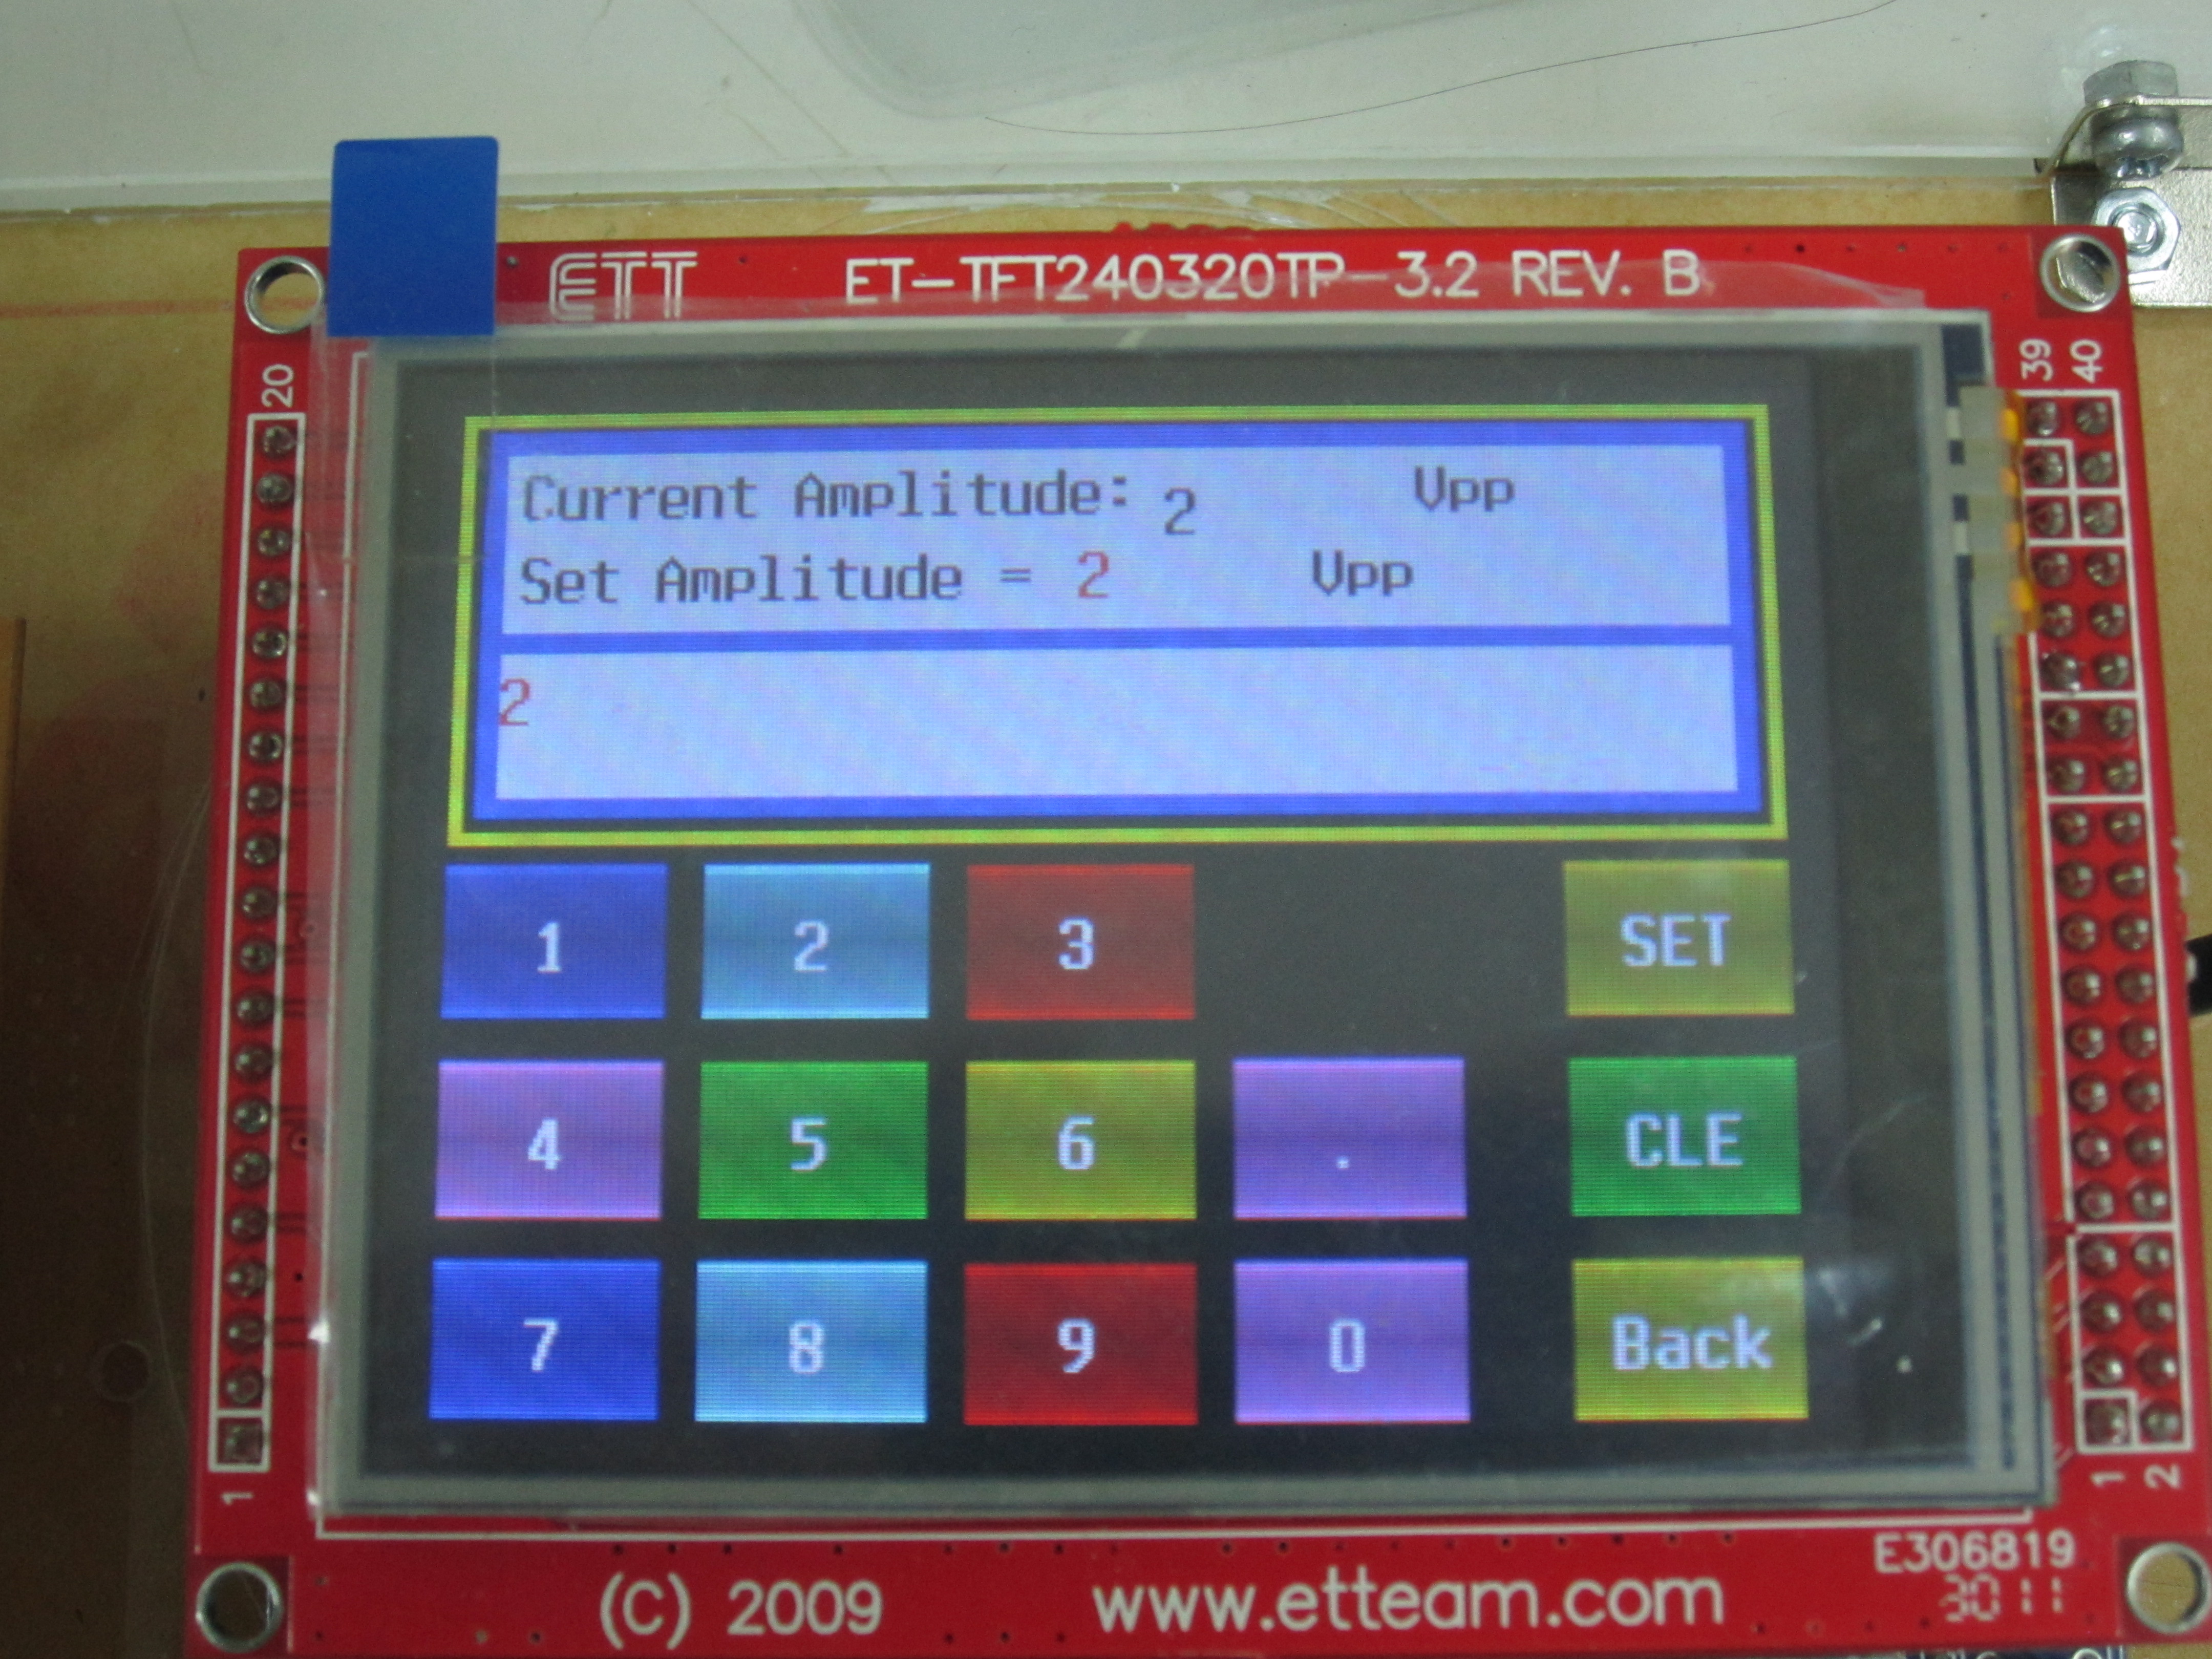 ETT ET-TFT240320TP-3.2 REV. B
20
39
40
Current Amplitude: 2 Vpp
Set Amplitude = 2 Vpp
2
1 2 3 SET
4 5 6 . CLE
7 8 9 0 Back
1
1
2
E306819
3011
(C) 2009 www.etteam.com